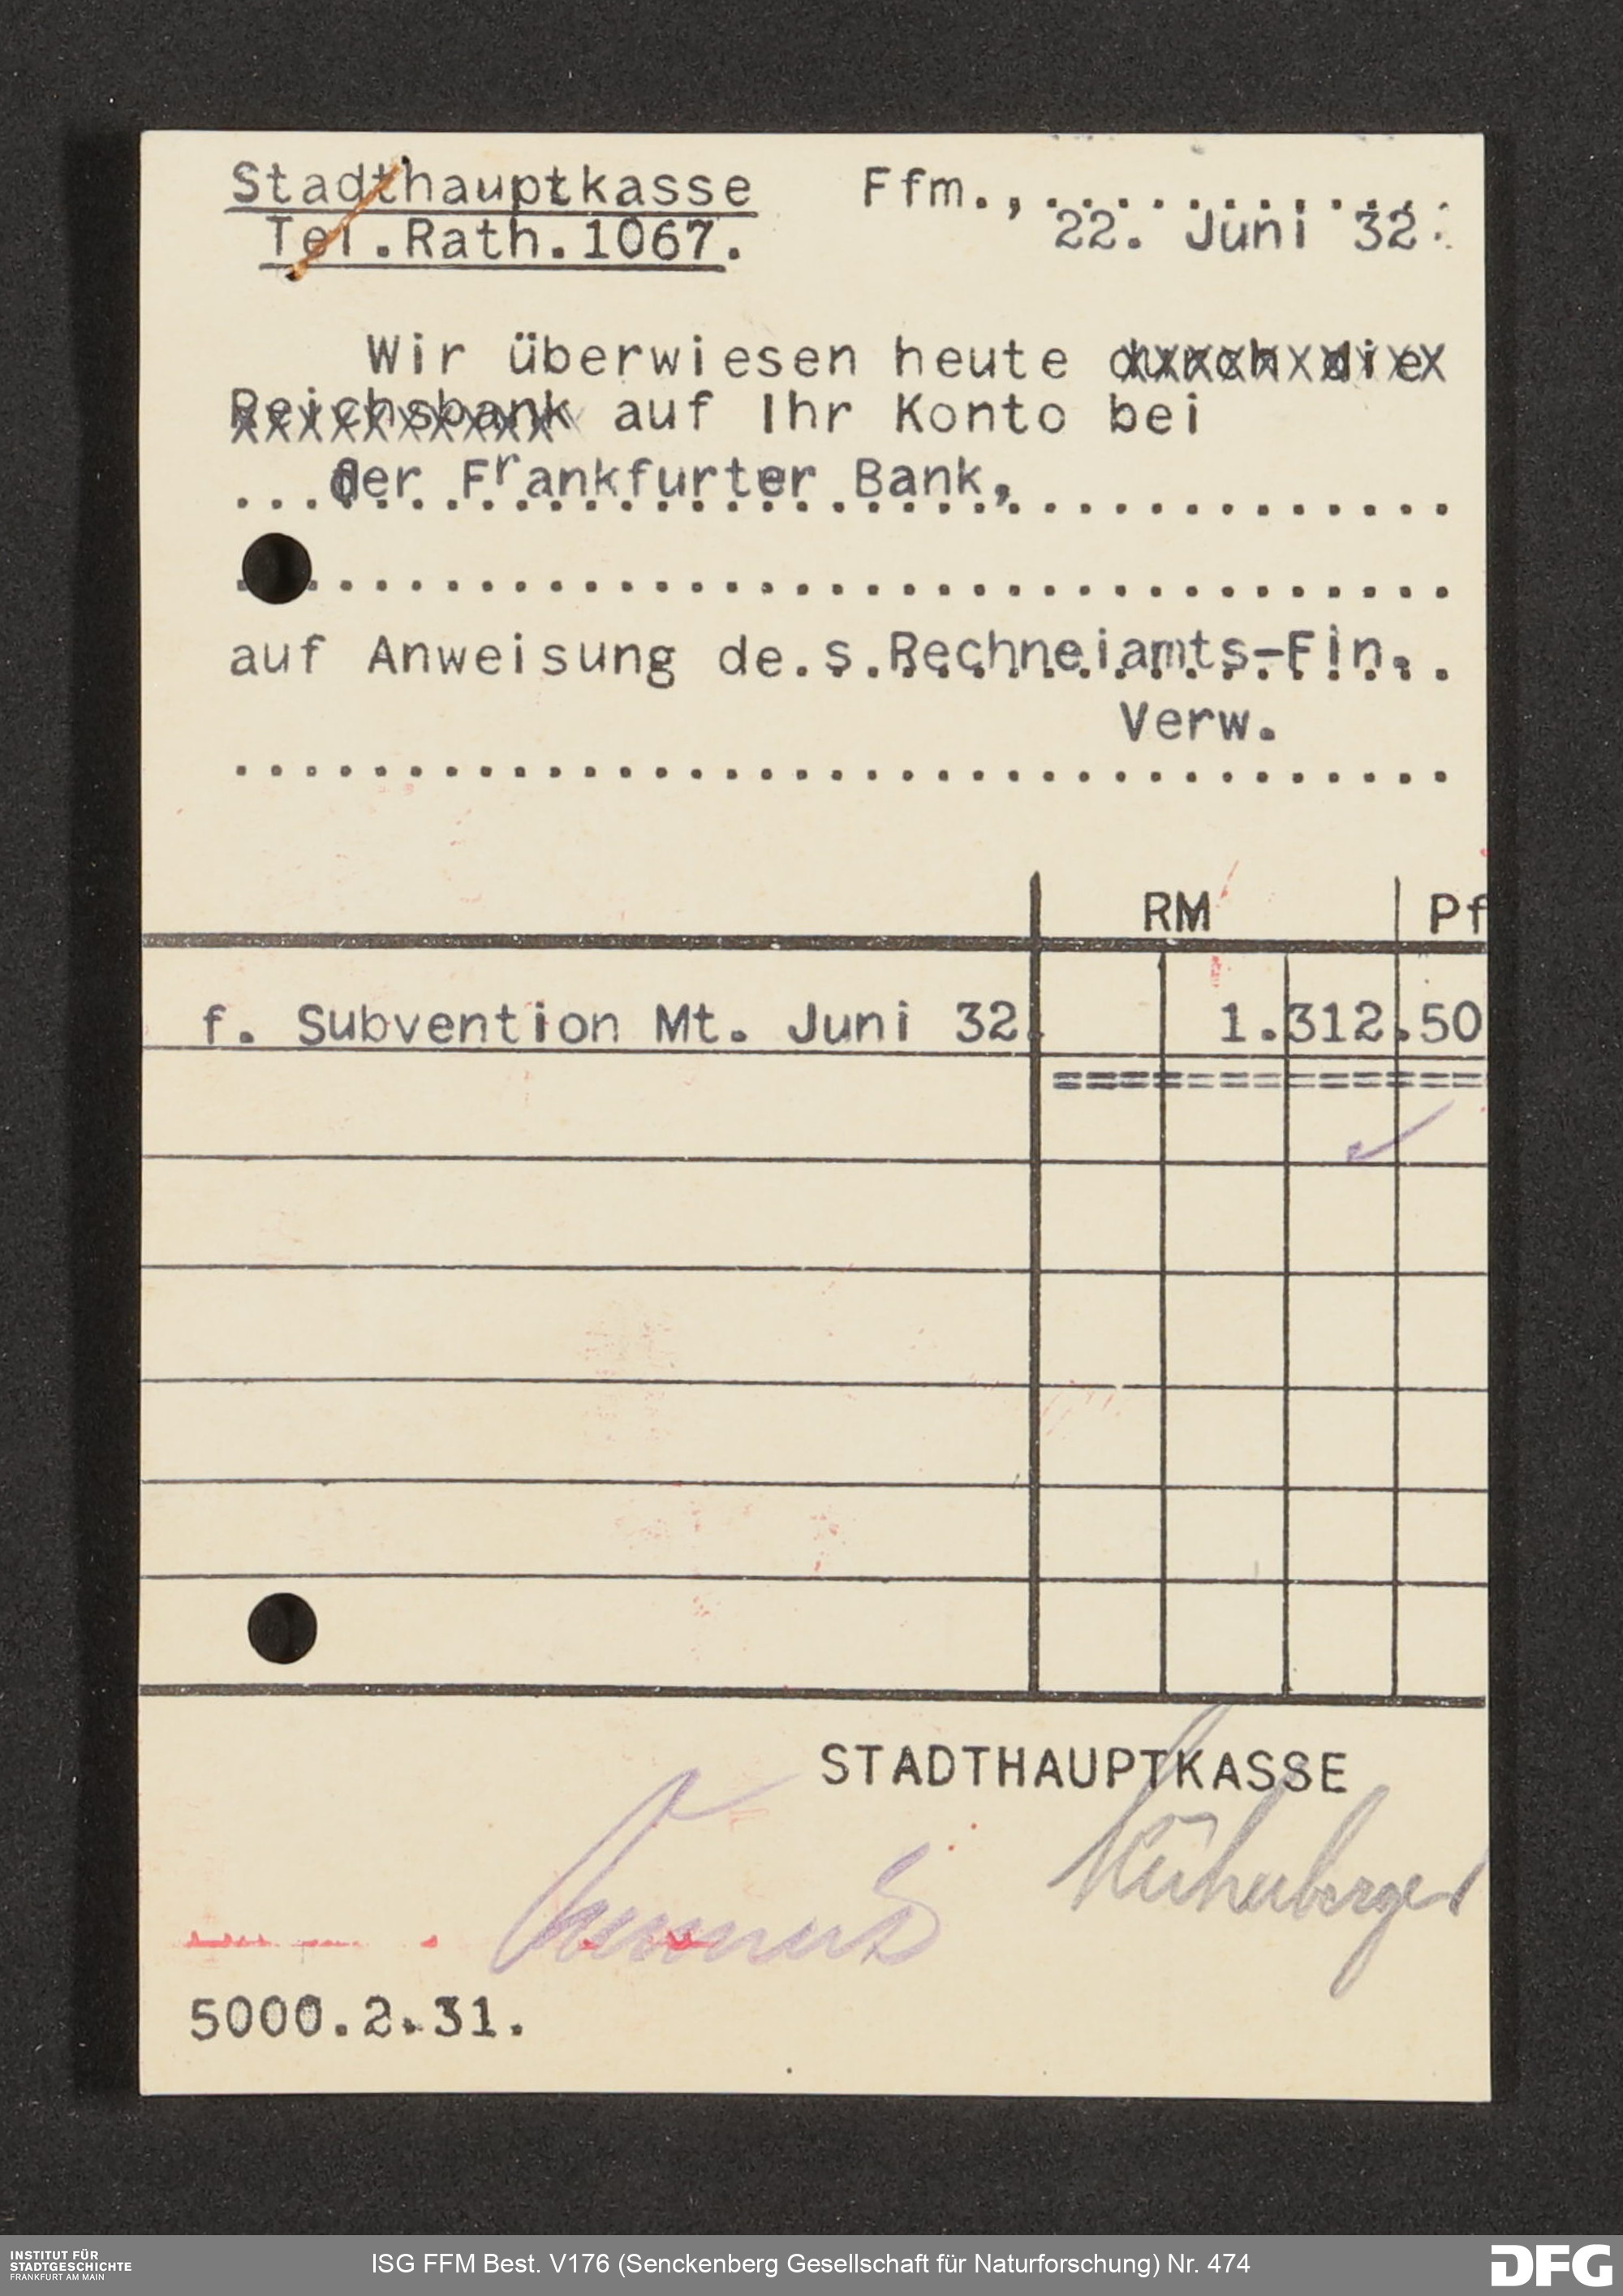 Stadthauptkasse Ffm., 22. Juni 32.
Tel.Rath.1067.
Wir überwiesen heute durch die
Reichsbank auf Ihr Konto bei
der Frankfurter Bank,
auf Anweisung de.s.Rechneiamts-Fin.
Verw.
RM Pf
f. Subvention Mt. Juni 32. 1.312.50
STADTHAUPTKASSE
5000.2.31.
INSTITUT FÜR
STADTGESCHICHTE
FRANKFURT AM MAIN
ISG FFM Best. V176 (Senckenberg Gesellschaft für Naturforschung) Nr. 474
DFG